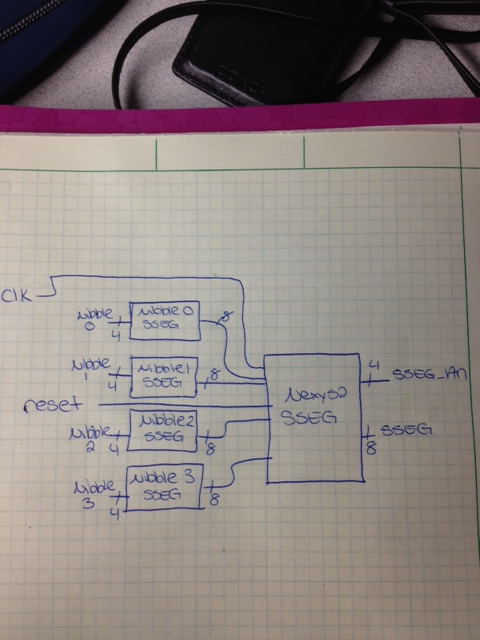 Clk
Nibble
0
4
Nibble 0
SSEG
8
Nibble
1
4
Nibble 1
SSEG
8
reset
Nibble
2
4
Nibble 2
SSEG
8
Nibble
3
4
Nibble 3
SSEG
8
Nexys2
SSEG
4
SSEG_AN
SSEG
8
COACH